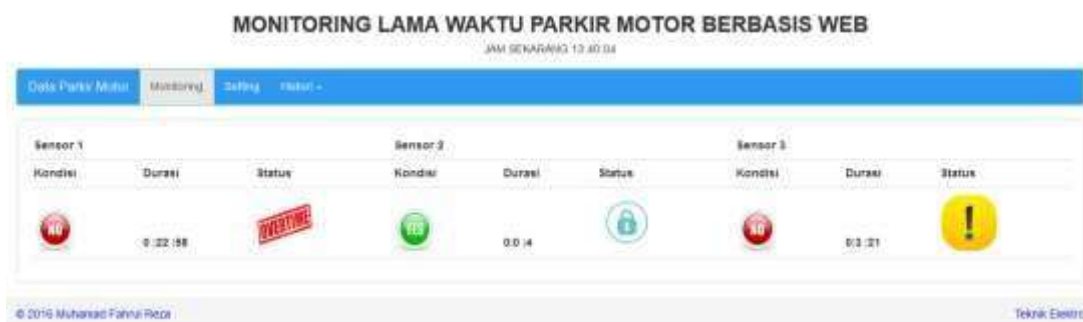 MONITORING LAMA WAKTU PARKIR MOTOR BERBASIS WEB
JAM SEKARANG 13:40:04
Data Parkir Motor Monitoring Setting Histori
Sensor 1 Sensor 2 Sensor 3
Kondisi Durasi Status Kondisi Durasi Status Kondisi Durasi Status
NO 0 :22 :58 OVERTIME YES 0:0 :4 NO 0:3 :21 !
© 2016 Muhamad Fahrul Reza Teknik Elektro